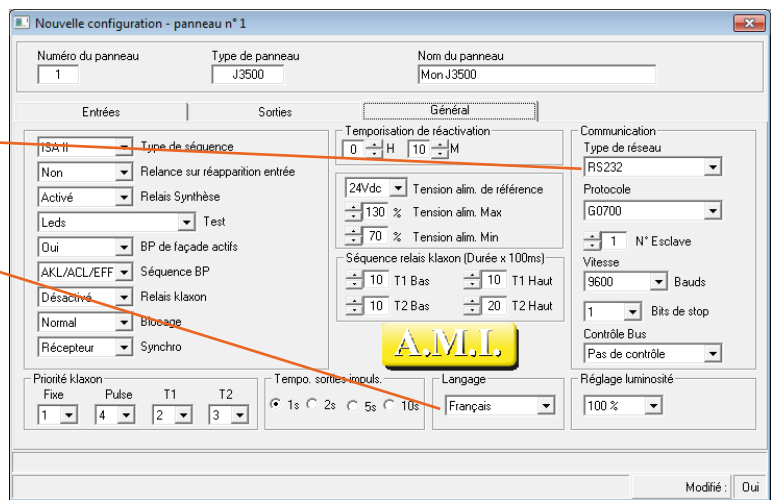 Nouvelle configuration - panneau n° 1
Numéro du panneau
Type de panneau
Nom du panneau
1
J3500
Mon J3500
Entrées
Sorties
Général
ISA II
Type de séquence
Non
Relance sur réapparition entrée
Activé
Relais Synthèse
Leds
Test
Oui
BP de façade actifs
AKL/ACL/EFF
Séquence BP
Désactivé
Relais klaxon
Normal
Blocage
Récepteur
Synchro
Temporisation de réactivation
0 H 10 M
24Vdc
Tension alim. de référence
130 % Tension alim. Max
70 % Tension alim. Min
Séquence relais klaxon (Durée x 100ms)
10 T1 Bas
10 T1 Haut
10 T2 Bas
20 T2 Haut
A.M.I.
Communication
Type de réseau
RS232
Protocole
G0700
1 N° Esclave
Vitesse
9600
Bauds
1
Bits de stop
Contrôle Bus
Pas de contrôle
Priorité klaxon
Fixe
Pulse
T1
T2
1
4
2
3
Tempo. sorties impuls.
1s
2s
5s
10s
Langage
Français
Réglage luminosité
100 %
Modifié :
Oui